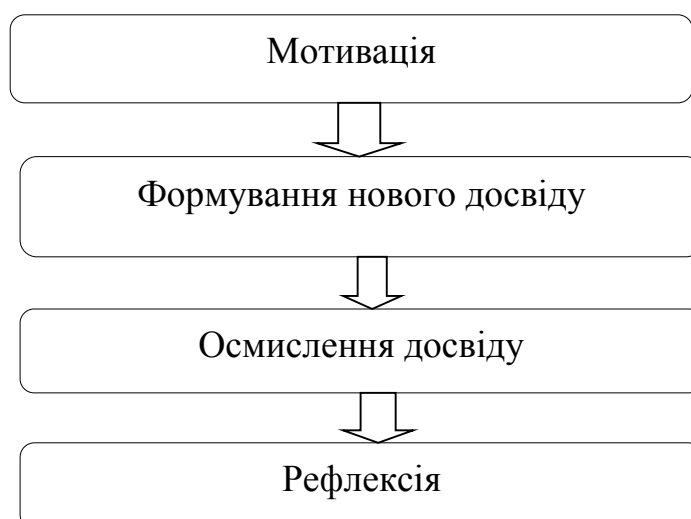 Мотивація
Формування нового досвіду
Осмислення досвіду
Рефлексія